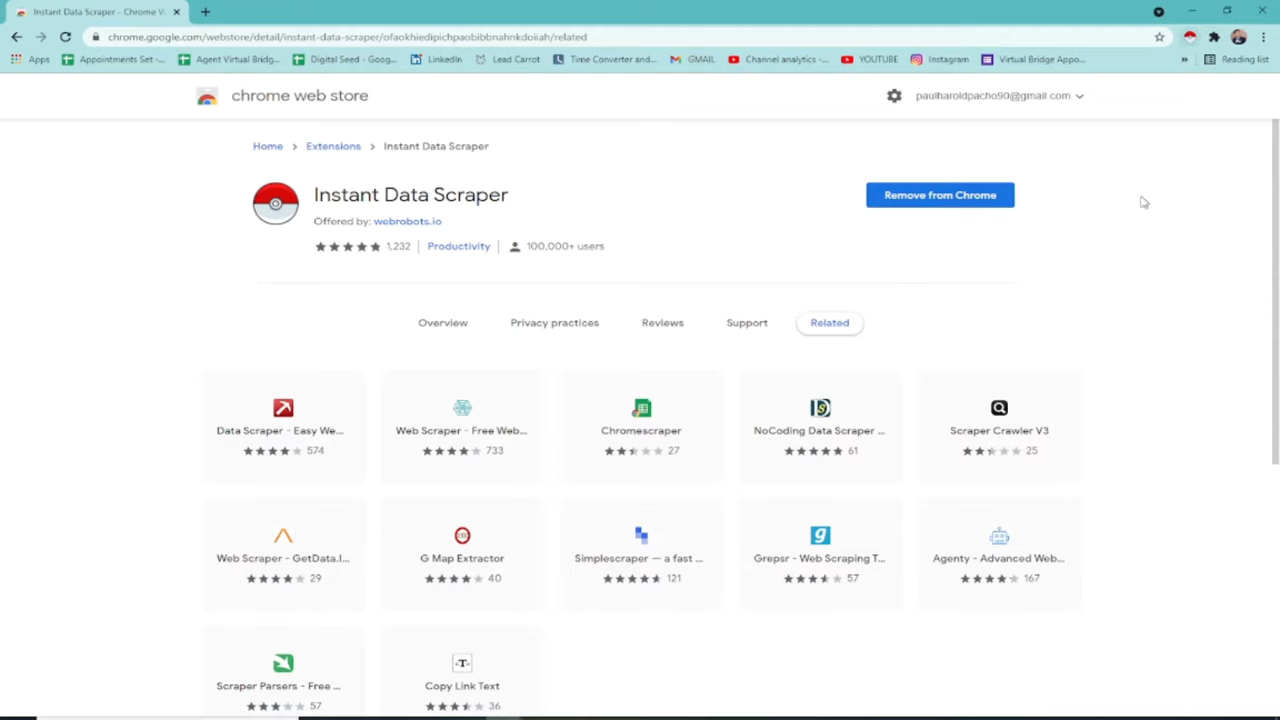 Instant Data Scraper - Chrome W
chrome.google.com/webstore/detail/instant-data-scraper/ofaokhiedipichpaobibbnahnkdoiiah/related
Apps Appointments Set -... Agent Virtual Bridg... Digital Seed - Goog... LinkedIn Lead Carrot Time Converter and... GMAIL Channel analytics -... YOUTUBE Instagram Virtual Bridge Appo... » Reading list
chrome web store paulharoldpacho90@gmail.com
Home Extensions Instant Data Scraper
Instant Data Scraper Remove from Chrome
Offered by: webrobots.io
1,232 Productivity 100,000+ users
Overview Privacy practices Reviews Support Related
Data Scraper - Easy We... Web Scraper - Free Web... Chromescraper NoCoding Data Scraper ... Scraper Crawler V3
574 733 27 61 25
Web Scraper - GetData.I... G Map Extractor Simplescraper — a fast ... Grepsr - Web Scraping T... Agenty - Advanced Web...
29 40 121 57 167
Scraper Parsers - Free ... Copy Link Text
57 36